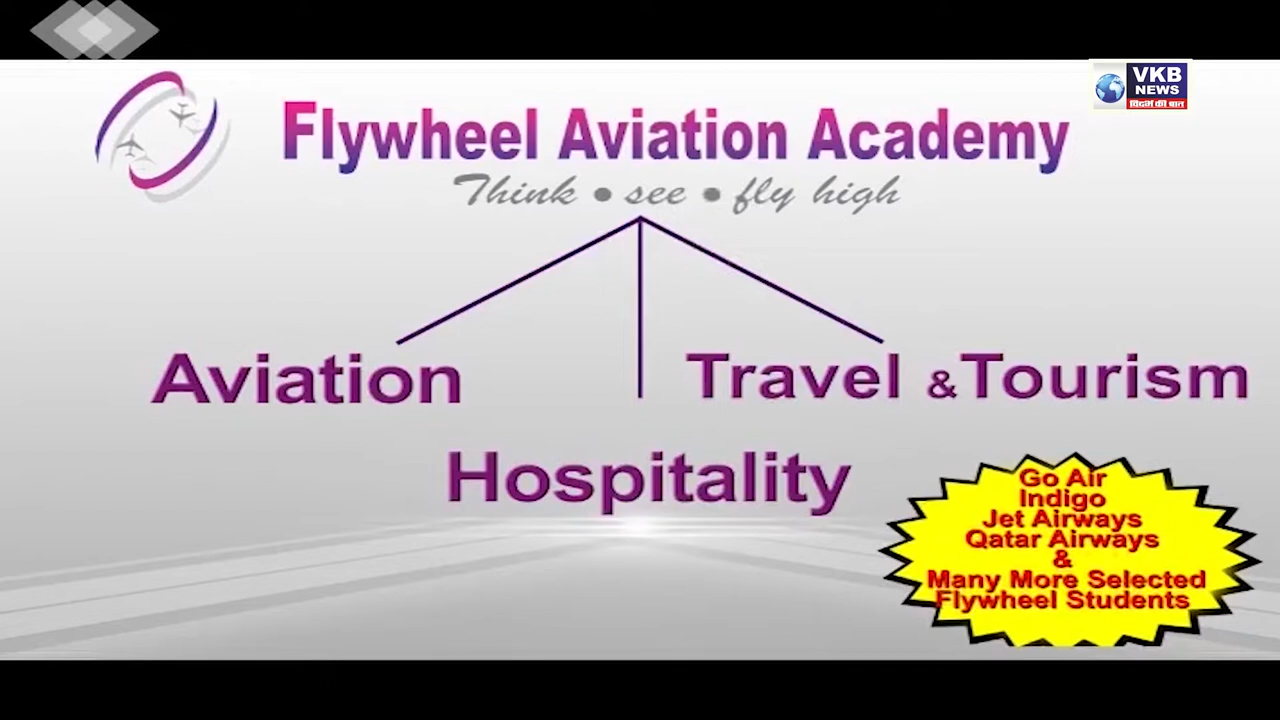 VKB
NEWS
विदर्भ की बात
Flywheel Aviation Academy
Think • see • fly high
Aviation
Travel & Tourism
Hospitality
Go Air
Indigo
Jet Airways
Qatar Airways
&
Many More Selected
Flywheel Students